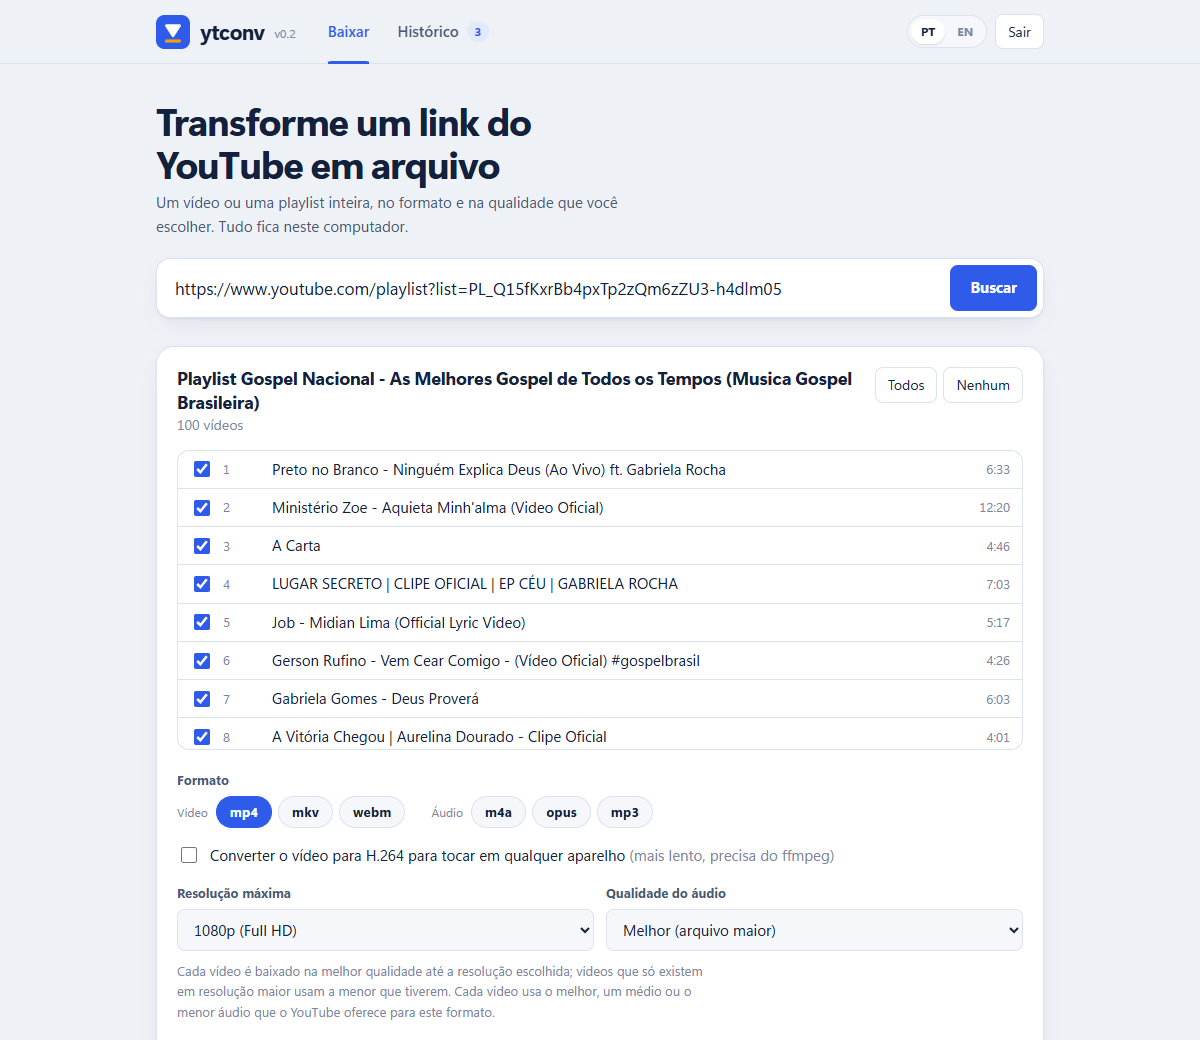 ytconv v0.2 Baixar Histórico 3 PT EN Sair
Transforme um link do
YouTube em arquivo
Um vídeo ou uma playlist inteira, no formato e na qualidade que você
escolher. Tudo fica neste computador.
https://www.youtube.com/playlist?list=PL_Q15fKxrBb4pxTp2zQm6zZU3-h4dlm05 Buscar
Playlist Gospel Nacional - As Melhores Gospel de Todos os Tempos (Musica Gospel
Brasileira)
Todos Nenhum
100 vídeos
1 Preto no Branco - Ninguém Explica Deus (Ao Vivo) ft. Gabriela Rocha 6:33
2 Ministério Zoe - Aquieta Minh'alma (Video Oficial) 12:20
3 A Carta 4:46
4 LUGAR SECRETO | CLIPE OFICIAL | EP CÉU | GABRIELA ROCHA 7:03
5 Job - Midian Lima (Official Lyric Video) 5:17
6 Gerson Rufino - Vem Cear Comigo - (Vídeo Oficial) #gospelbrasil 4:26
7 Gabriela Gomes - Deus Proverá 6:03
8 A Vitória Chegou | Aurelina Dourado - Clipe Oficial 4:01
Formato
Vídeo mp4 mkv webm Áudio m4a opus mp3
Converter o vídeo para H.264 para tocar em qualquer aparelho (mais lento, precisa do ffmpeg)
Resolução máxima Qualidade do áudio
1080p (Full HD) Melhor (arquivo maior)
Cada vídeo é baixado na melhor qualidade até a resolução escolhida; vídeos que só existem
em resolução maior usam a menor que tiverem. Cada vídeo usa o melhor, um médio ou o
menor áudio que o YouTube oferece para este formato.